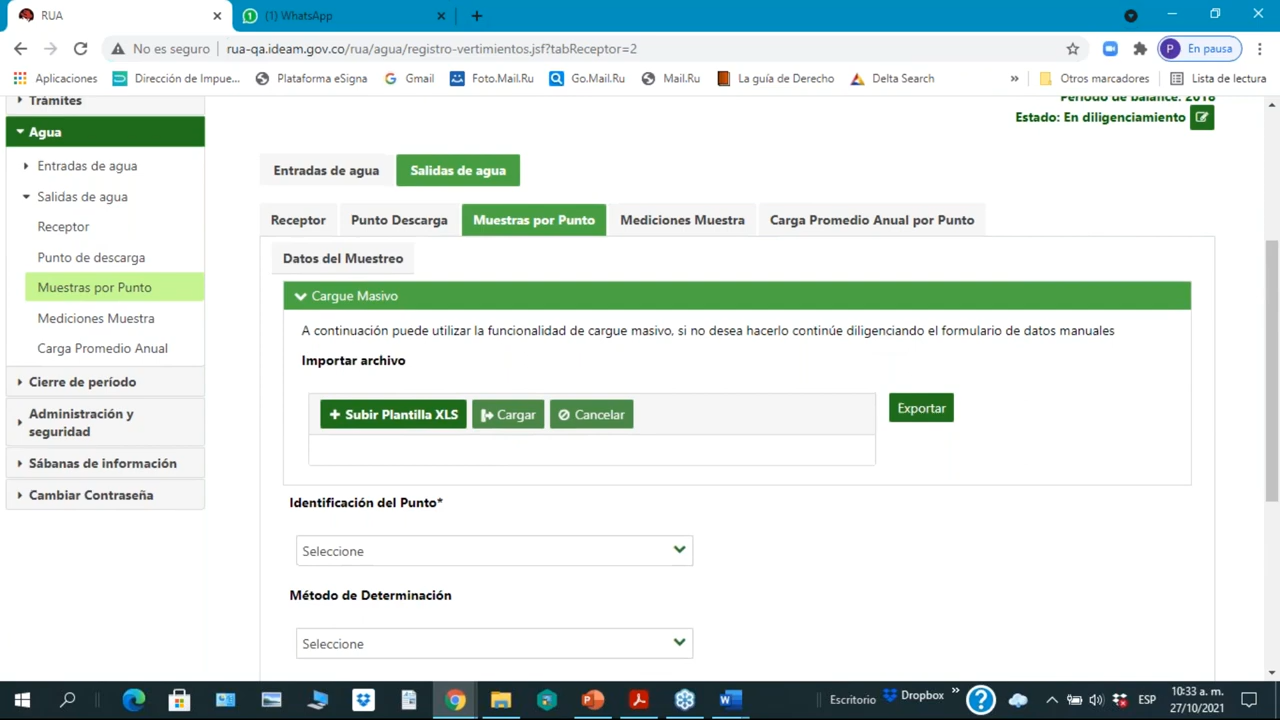 RUA
(1) WhatsApp
No es seguro
rua-qa.ideam.gov.co/rua/agua/registro-vertimientos.jsf?tabReceptor=2
P En pausa
Aplicaciones
Dirección de Impue...
Plataforma eSigna
Gmail
Foto.Mail.Ru
Go.Mail.Ru
Mail.Ru
La guía de Derecho
Delta Search
»
Otros marcadores
Lista de lectura
Trámites
Período de balance: 2018
Agua
Estado: En diligenciamiento
Entradas de agua
Salidas de agua
Receptor
Punto de descarga
Muestras por Punto
Mediciones Muestra
Carga Promedio Anual
Cierre de período
Administración y
seguridad
Sábanas de información
Cambiar Contraseña
Entradas de agua
Salidas de agua
Receptor
Punto Descarga
Muestras por Punto
Mediciones Muestra
Carga Promedio Anual por Punto
Datos del Muestreo
Cargue Masivo
A continuación puede utilizar la funcionalidad de cargue masivo, si no desea hacerlo continúe diligenciando el formulario de datos manuales
Importar archivo
+ Subir Plantilla XLS
Cargar
Cancelar
Exportar
Identificación del Punto*
Seleccione
Método de Determinación
Seleccione
Escritorio
Dropbox
»
ESP
10:33 a. m.
27/10/2021